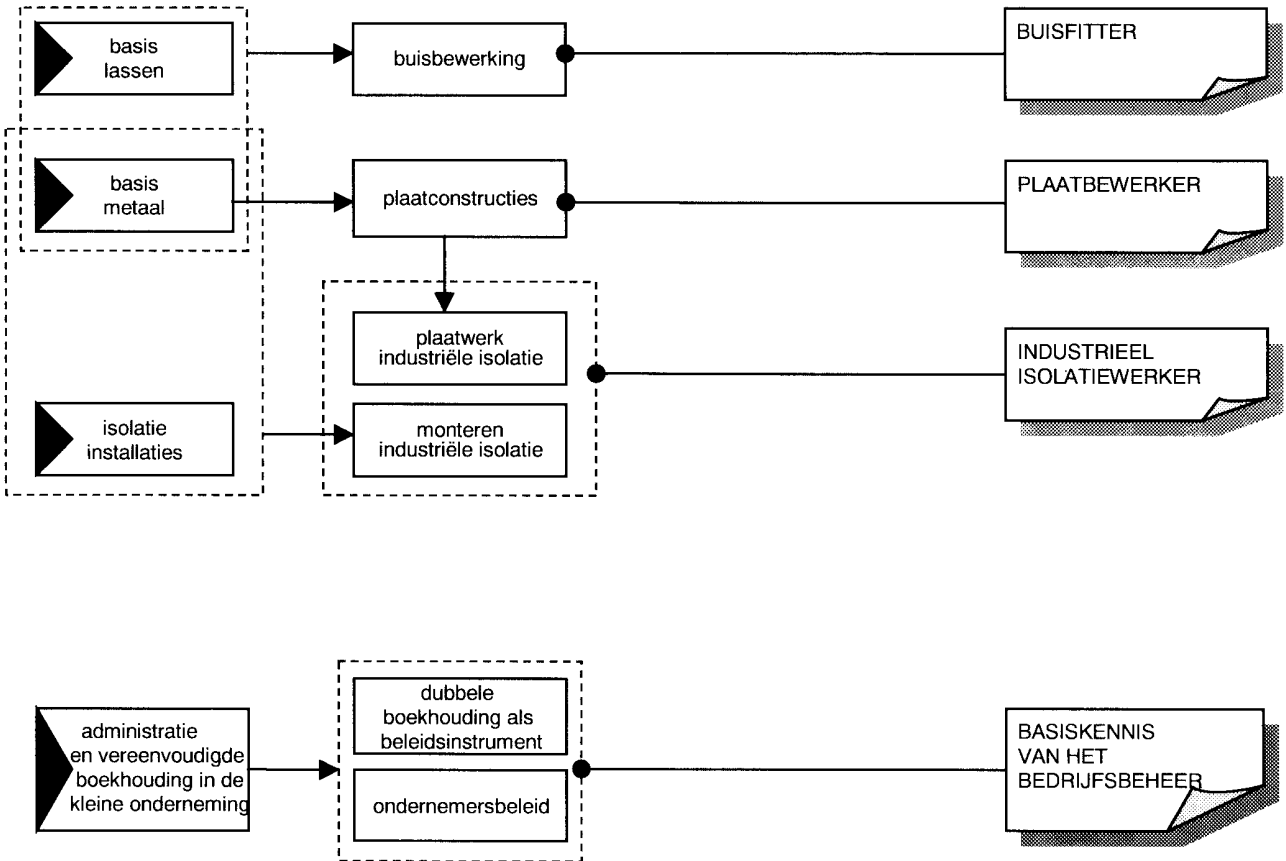 basis
lassen
buisbewerking
BUISFITTER
basis
metaal
plaatconstructies
PLAATBEWERKER
plaatwerk
industriële isolatie
INDUSTRIEEL
ISOLATIEWERKER
isolatie
installaties
monteren
industriële isolatie
administratie
en vereenvoudigde
boekhouding in de
kleine onderneming
dubbele
boekhouding als
beleidsinstrument
ondernemersbeleid
BASISKENNIS
VAN HET
BEDRIJFSBEHEER